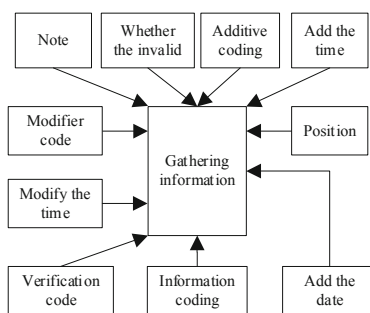 Note
Whether
the invalid
Additive
coding
Add the
time
Modifier
code
Gathering
information
Position
Modify the
time
Verification
code
Information
coding
Add the
date